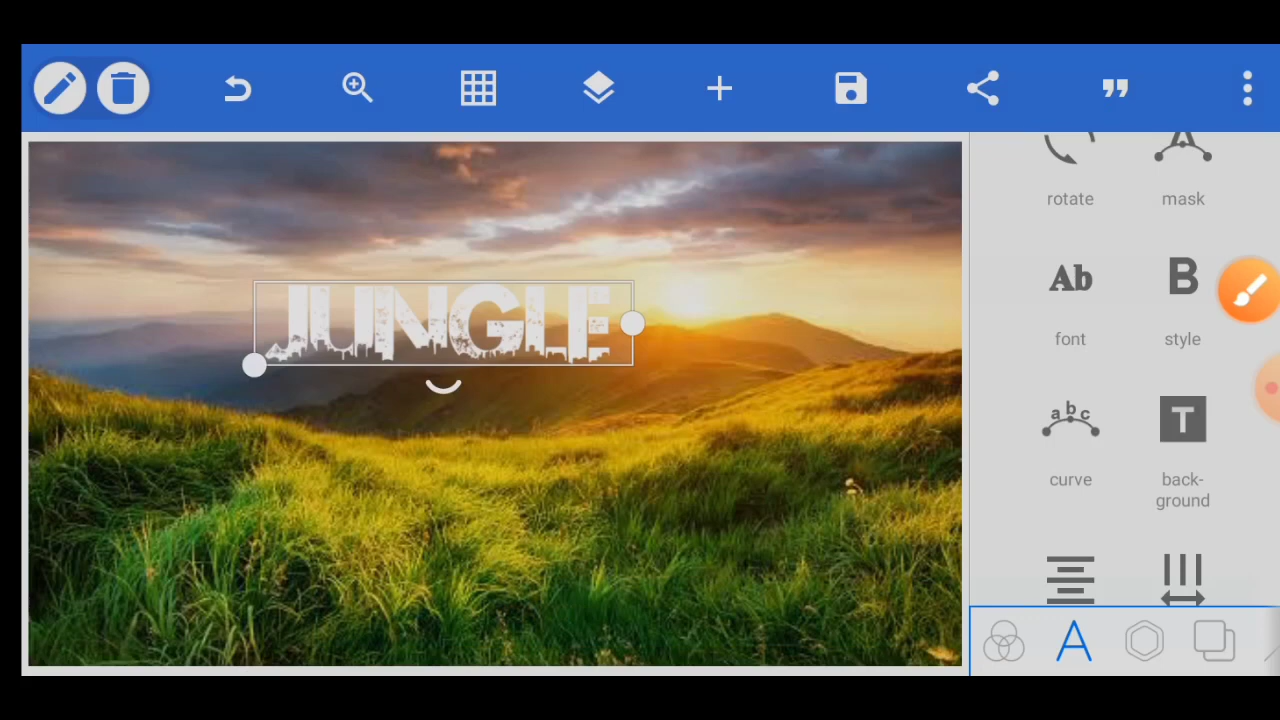 JUNGLE
rotate
mask
Ab
B
font
style
abc
T
curve
back-
ground
A